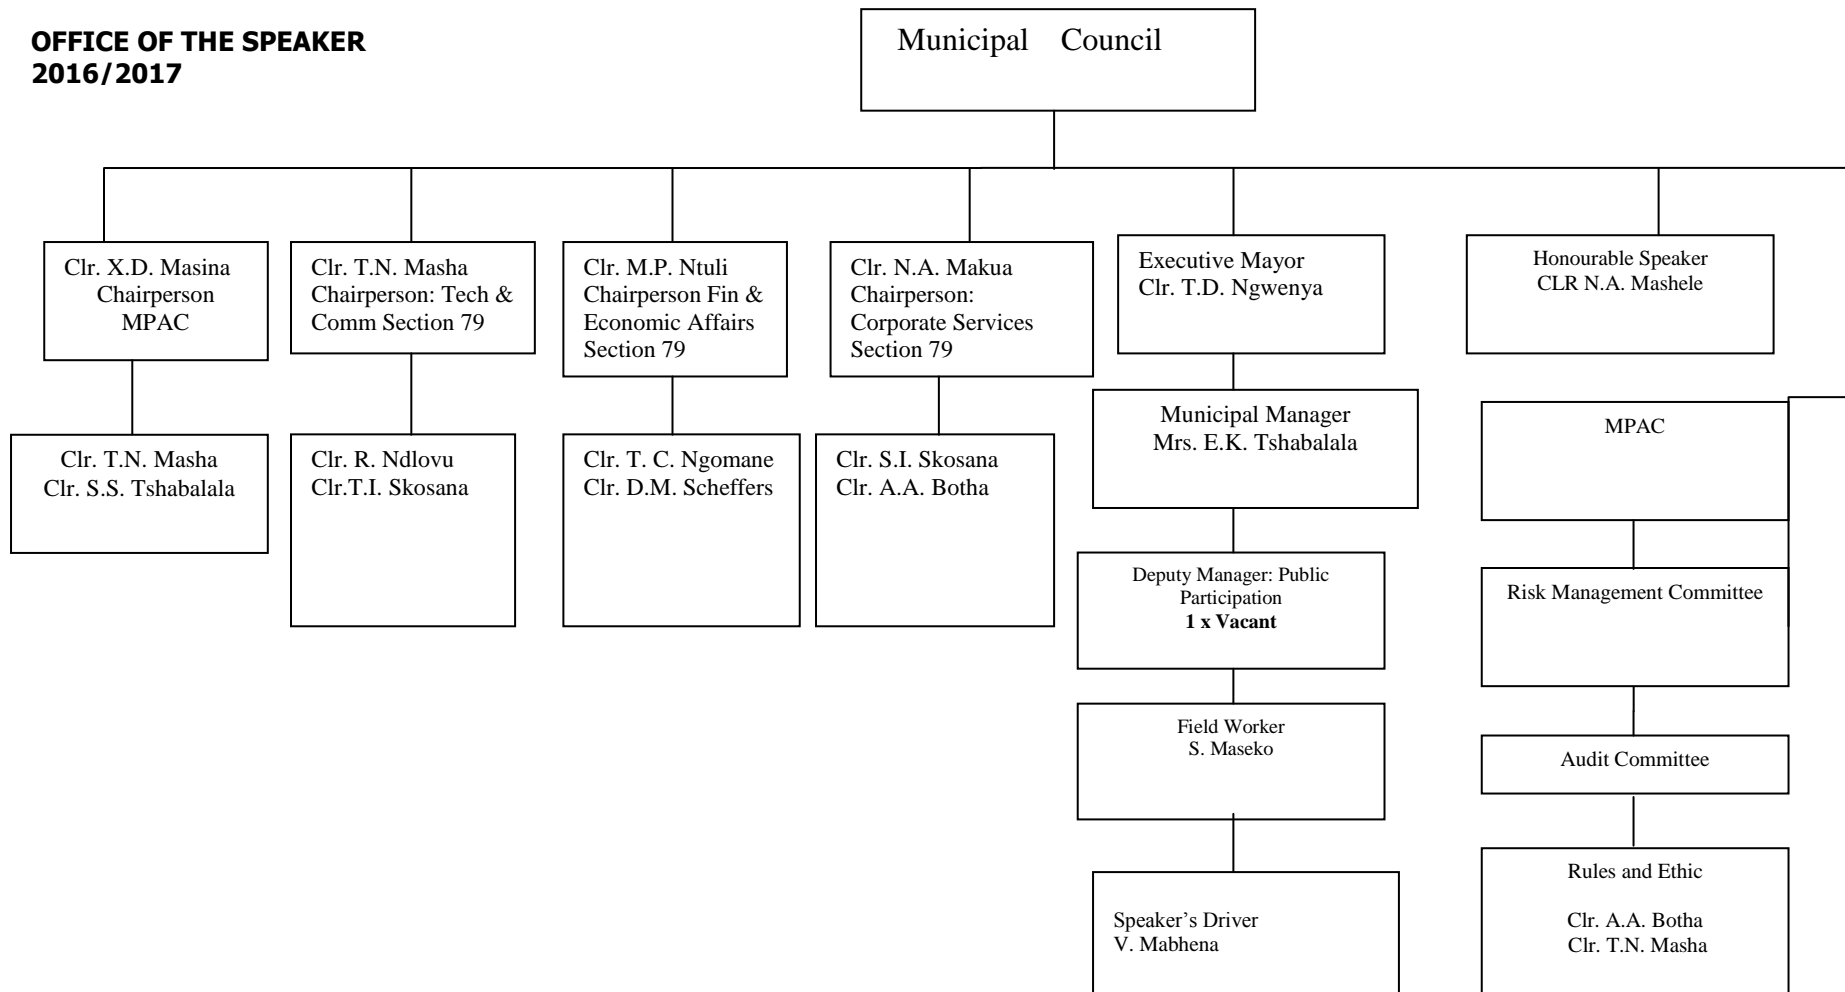 OFFICE OF THE SPEAKER
2016/2017
Municipal Council
Clr. X.D. Masina
Chairperson
MPAC
Clr. T.N. Masha
Chairperson: Tech &
Comm Section 79
Clr. M.P. Ntuli
Chairperson Fin &
Economic Affairs
Section 79
Clr. N.A. Makua
Chairperson:
Corporate Services
Section 79
Executive Mayor
Clr. T.D. Ngwenya
Honourable Speaker
CLR N.A. Mashele
Clr. T.N. Masha
Clr. S.S. Tshabalala
Clr. R. Ndlovu
Clr.T.I. Skosana
Clr. T. C. Ngomane
Clr. D.M. Scheffers
Clr. S.I. Skosana
Clr. A.A. Botha
Municipal Manager
Mrs. E.K. Tshabalala
MPAC
Deputy Manager: Public
Participation
1 x Vacant
Risk Management Committee
Field Worker
S. Maseko
Audit Committee
Speaker’s Driver
V. Mabhena
Rules and Ethic
Clr. A.A. Botha
Clr. T.N. Masha